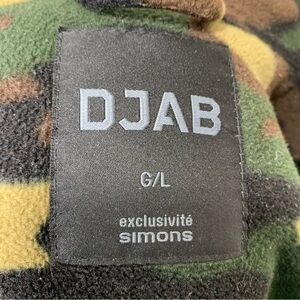 DJAB
G/L
exclusivité
simons